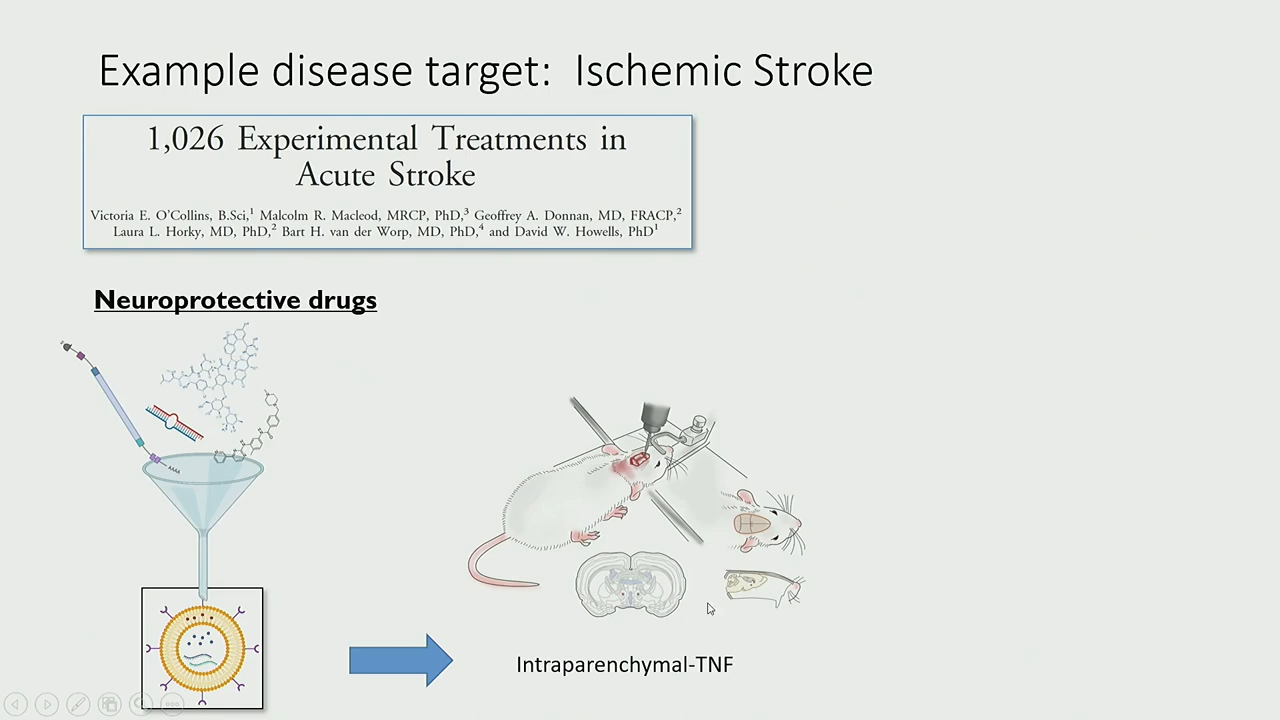 Example disease target: Ischemic Stroke
1,026 Experimental Treatments in
Acute Stroke
Victoria E. O'Collins, B.Sci,¹ Malcolm R. Macleod, MRCP, PhD,³ Geoffrey A. Donnan, MD, FRACP,²
Laura L. Horky, MD, PhD,² Bart H. van der Worp, MD, PhD,⁴ and David W. Howells, PhD¹
Neuroprotective drugs
AAAA
Intraparenchymal-TNF